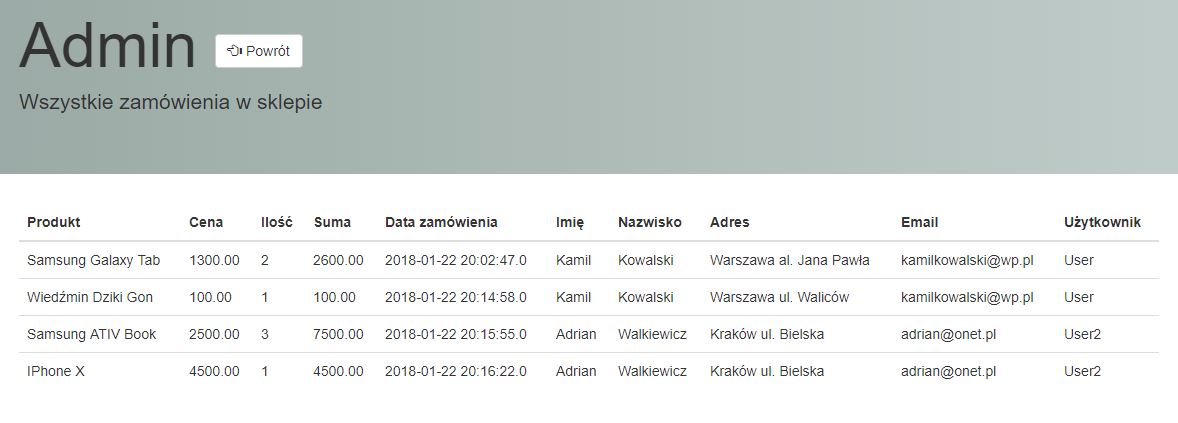 Admin Powrót
Wszystkie zamówienia w sklepie
Produkt Cena Ilość Suma Data zamówienia Imię Nazwisko Adres Email Użytkownik
Samsung Galaxy Tab 1300.00 2 2600.00 2018-01-22 20:02:47.0 Kamil Kowalski Warszawa al. Jana Pawła kamilkowalski@wp.pl User
Wiedźmin Dziki Gon 100.00 1 100.00 2018-01-22 20:14:58.0 Kamil Kowalski Warszawa ul. Waliców kamilkowalski@wp.pl User
Samsung ATIV Book 2500.00 3 7500.00 2018-01-22 20:15:55.0 Adrian Walkiewicz Kraków ul. Bielska adrian@onet.pl User2
IPhone X 4500.00 1 4500.00 2018-01-22 20:16:22.0 Adrian Walkiewicz Kraków ul. Bielska adrian@onet.pl User2